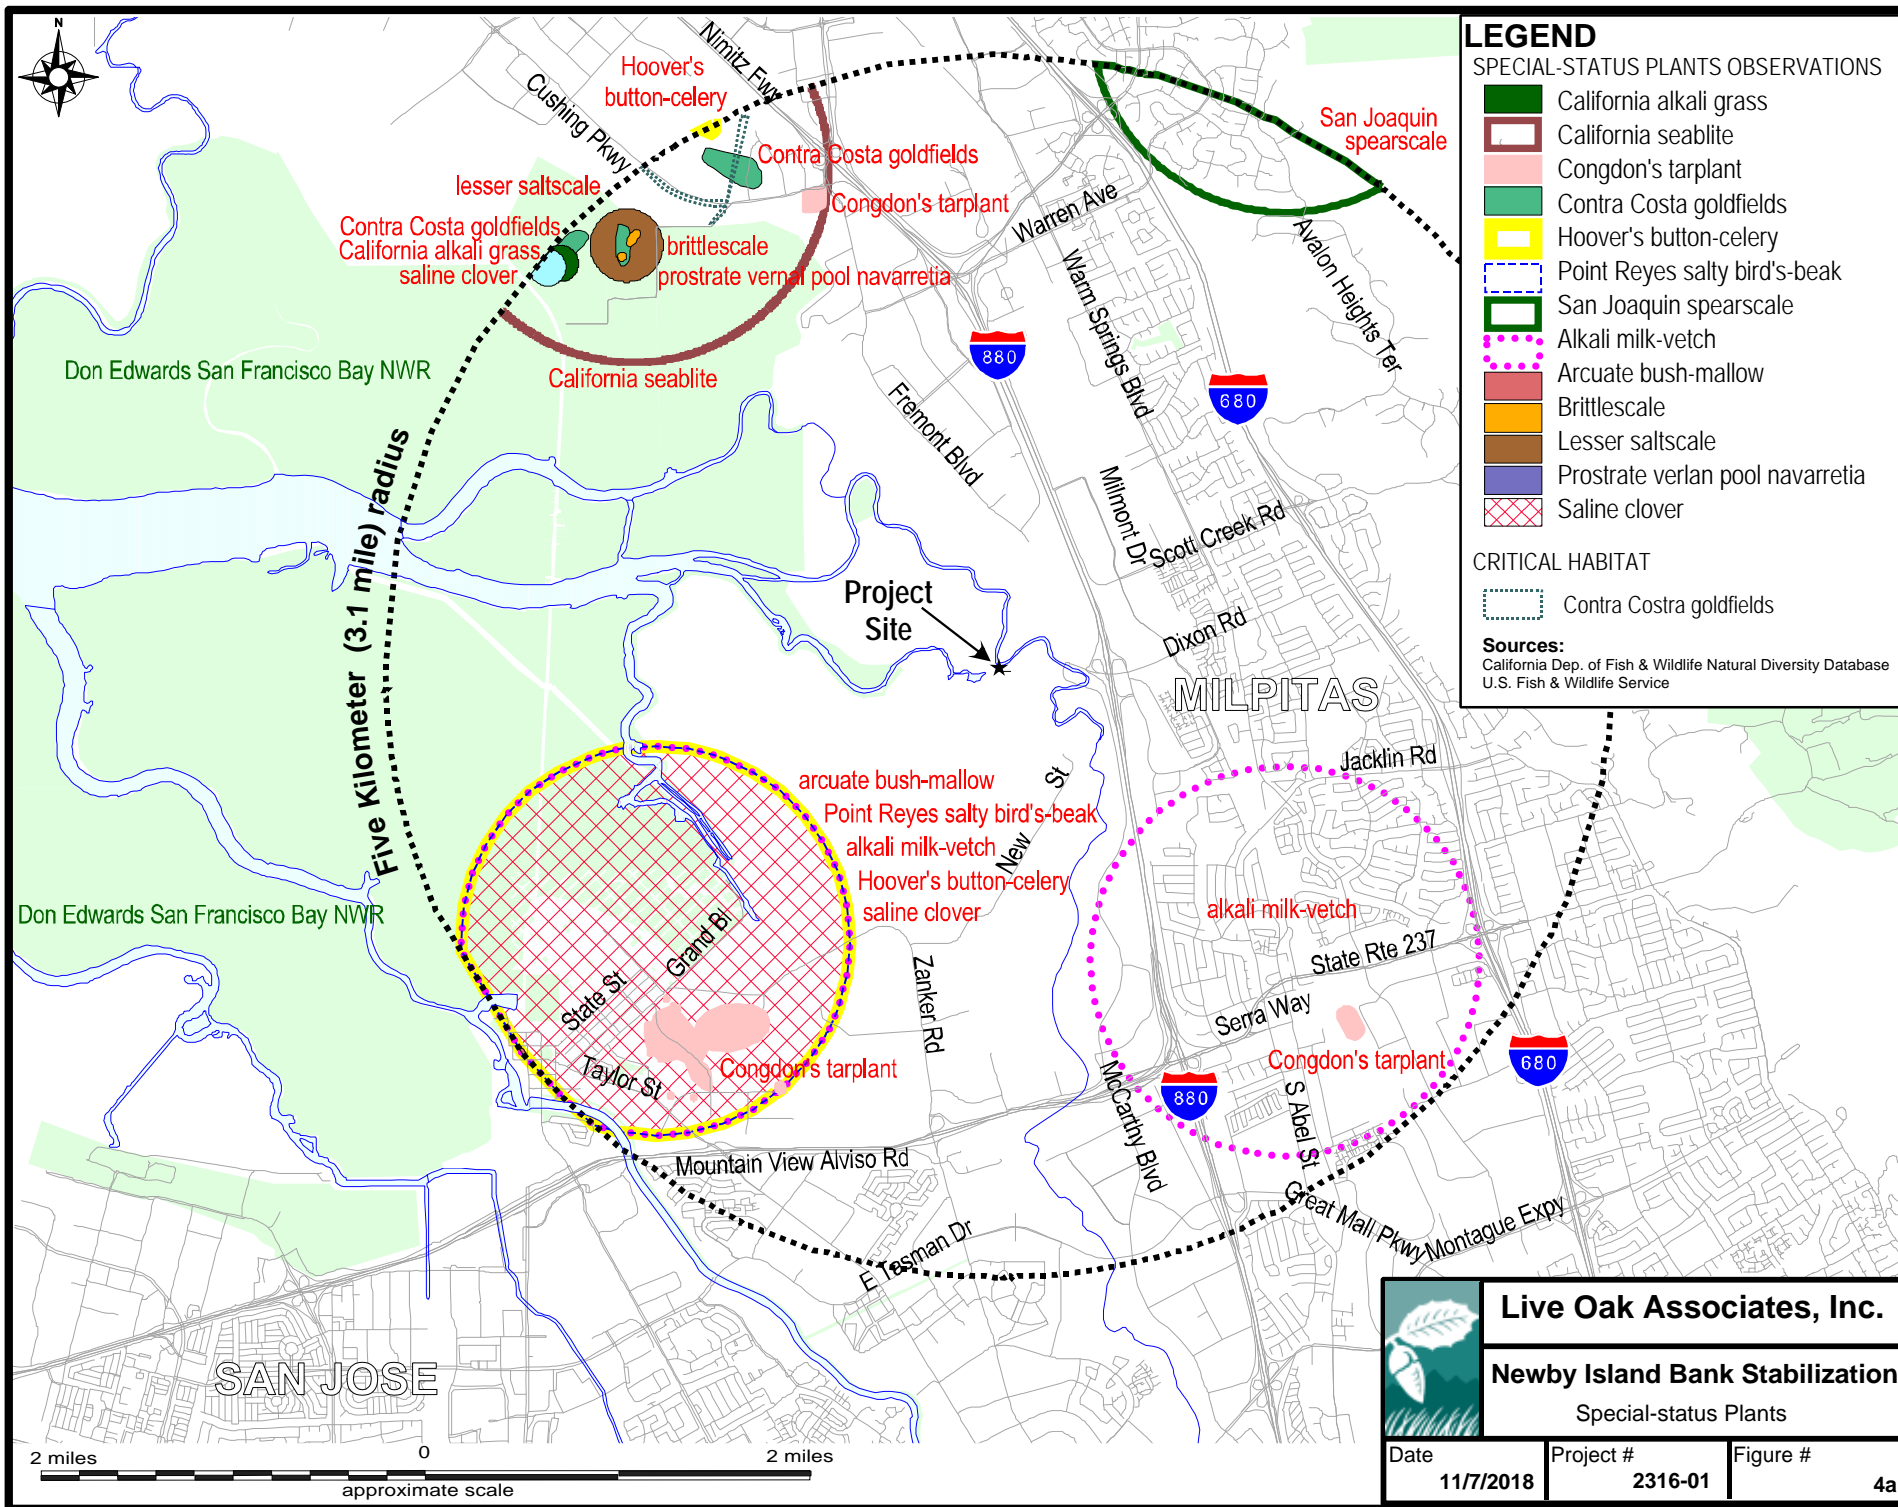 N
LEGEND
SPECIAL-STATUS PLANTS OBSERVATIONS
California alkali grass
California seablite
Congdon's tarplant
Contra Costa goldfields
Hoover's button-celery
Point Reyes salty bird's-beak
San Joaquin spearscale
Alkali milk-vetch
Arcuate bush-mallow
Brittlescale
Lesser saltscale
Prostrate verlan pool navarretia
Saline clover
CRITICAL HABITAT
Contra Costra goldfields
Sources:
California Dep. of Fish & Wildlife Natural Diversity Database
U.S. Fish & Wildlife Service
Nimitz Fwy
Cushing Pkwy
Hoover's
button-celery
San Joaquin
spearscale
Contra Costa goldfields
lesser saltscale
Congdon's tarplant
Contra Costa goldfields
California alkali grass
saline clover
brittlescale
prostrate vernal pool navarretia
Warren Ave
Avalon Heights Ter
Warm Springs Blvd
880
680
California seablite
Don Edwards San Francisco Bay NWR
Fremont Blvd
Five Kilometer (3.1 mile) radius
Milmont Dr
Scott Creek Rd
Project
Site
Dixon Rd
MILPITAS
Jacklin Rd
New St
arcuate bush-mallow
Point Reyes salty bird's-beak
alkali milk-vetch
Hoover's button-celery
saline clover
Don Edwards San Francisco Bay NWR
alkali milk-vetch
Grand Bl
State St
Zanker Rd
State Rte 237
Serra Way
Taylor St
Congdon's tarplant
Congdon's tarplant
880
680
McCarthy Blvd
S Abel St
Mountain View Alviso Rd
Great Mall Pkwy
Montague Expy
E Tasman Dr
SAN JOSE
2 miles
0
2 miles
approximate scale
Live Oak Associates, Inc.
Newby Island Bank Stabilization
Special-status Plants
Date
11/7/2018
Project #
2316-01
Figure #
4a